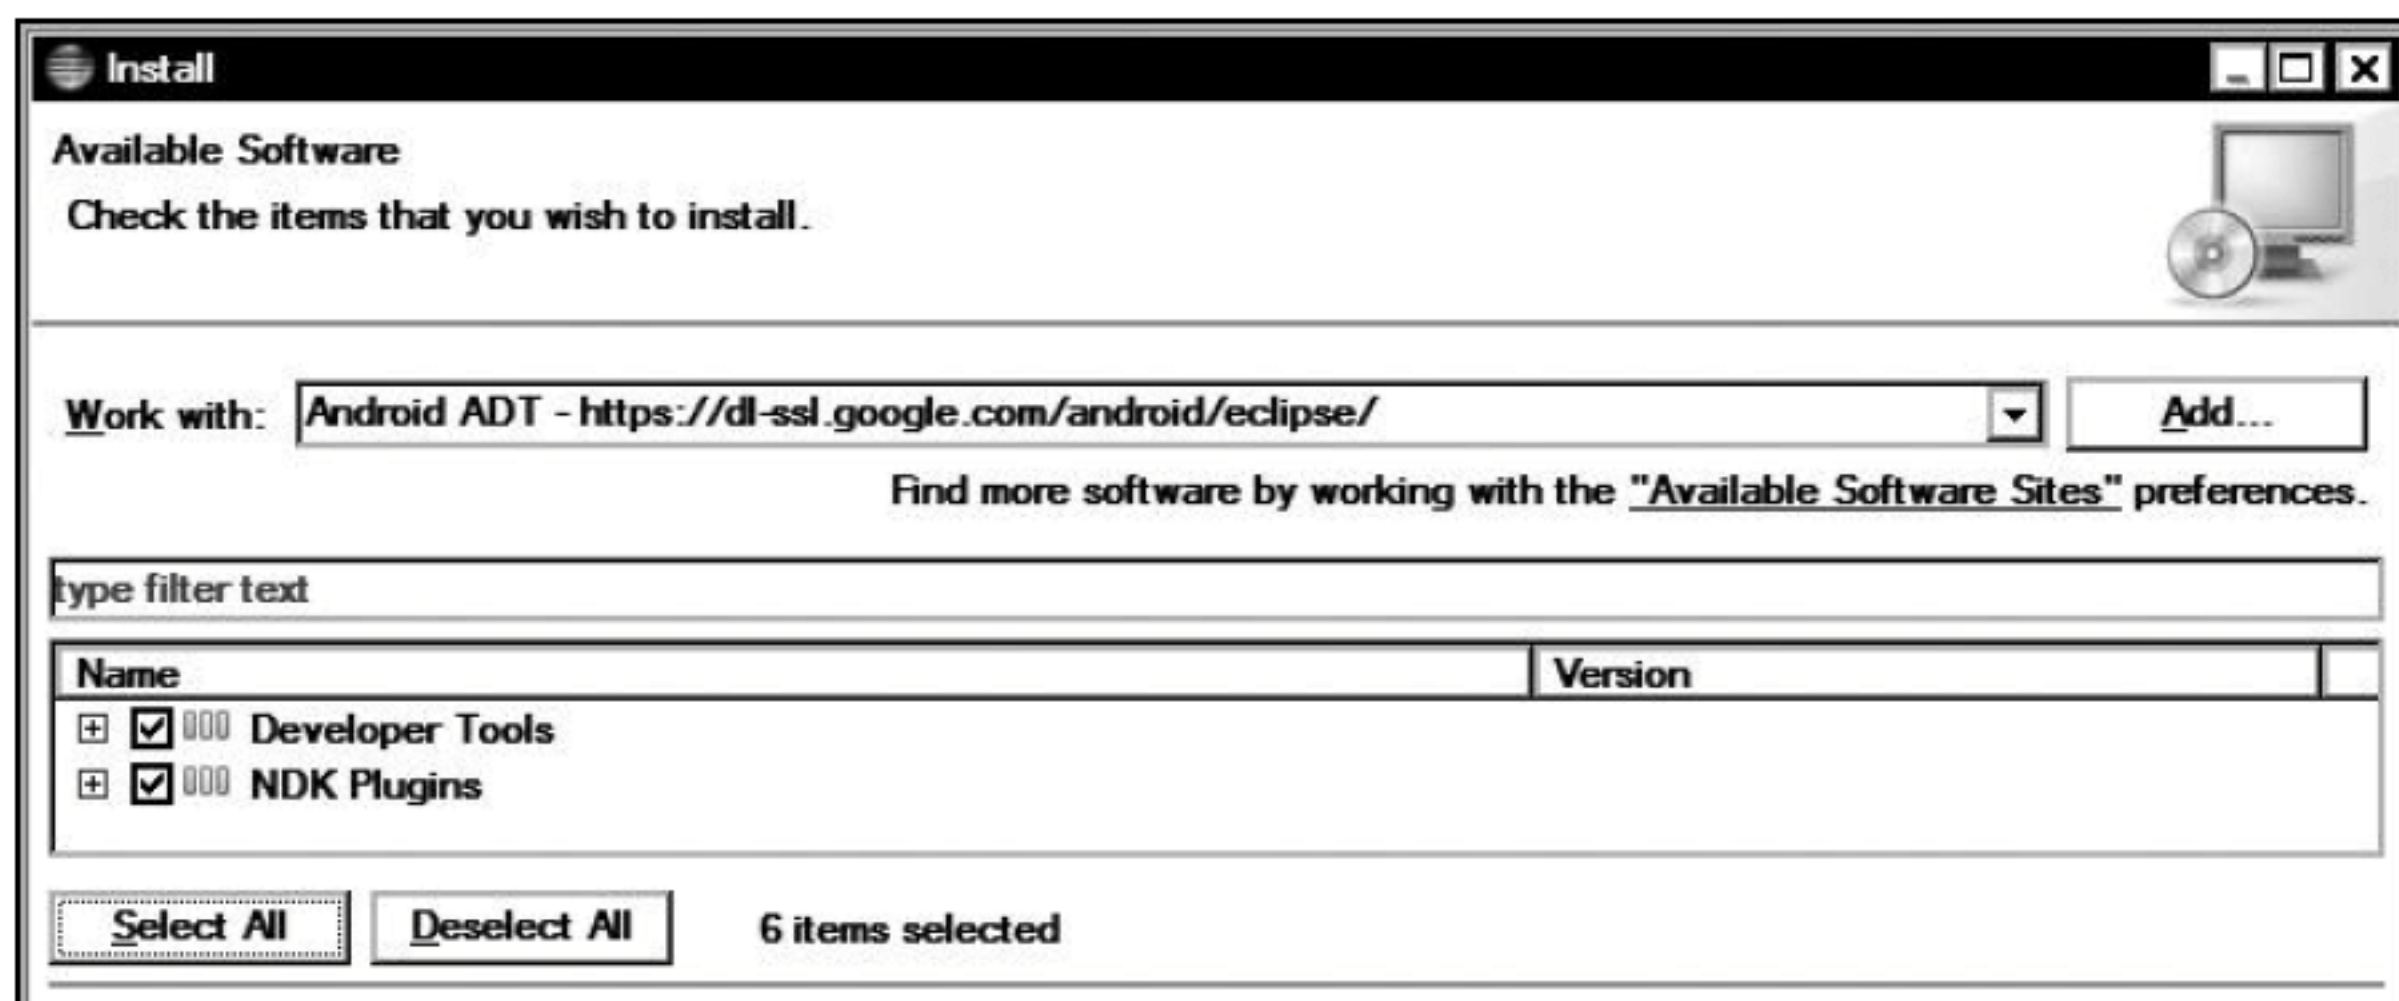 Install
Available Software
Check the items that you wish to install.
Work with: Android ADT - https://dl-ssl.google.com/android/eclipse/ Add...
Find more software by working with the "Available Software Sites" preferences.
type filter text
Name Version
Developer Tools
NDK Plugins
Select All Deselect All 6 items selected